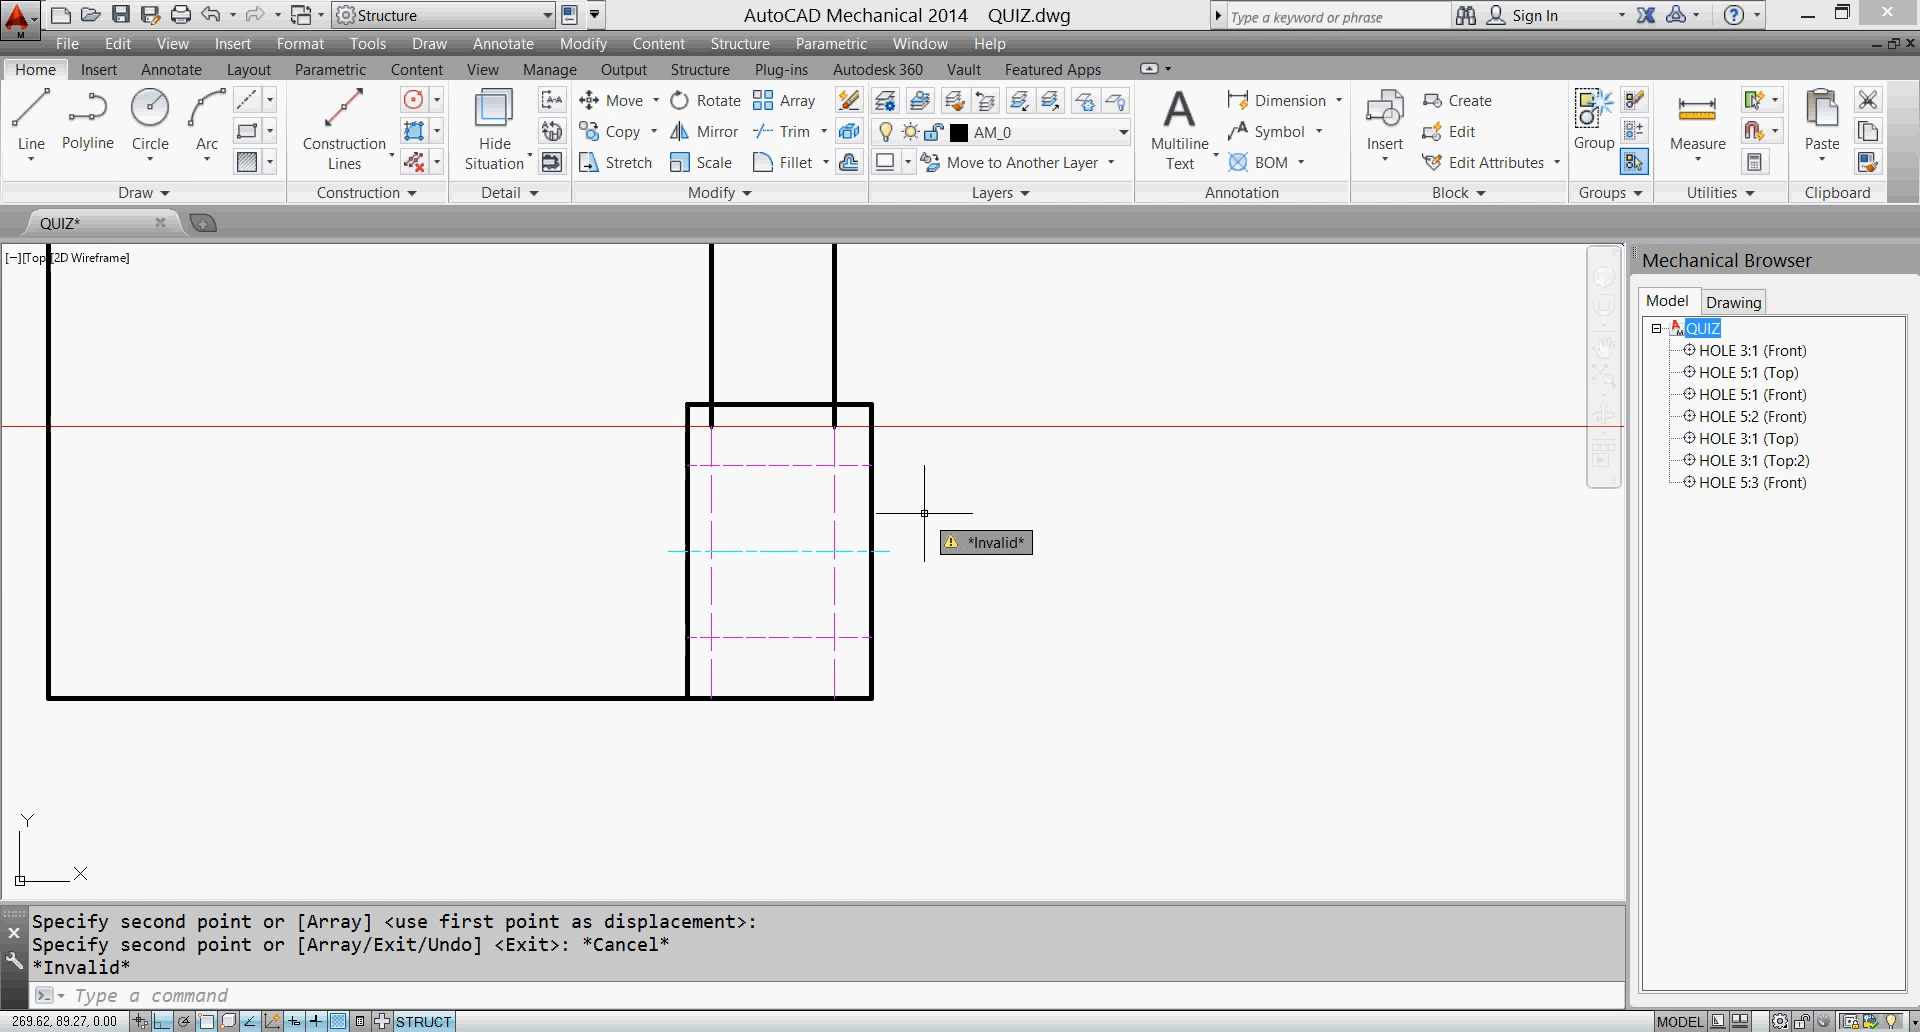 Structure
AutoCAD Mechanical 2014 QUIZ.dwg
Type a keyword or phrase
Sign In
M
File Edit View Insert Format Tools Draw Annotate Modify Content Structure Parametric Window Help
Home Insert Annotate Layout Parametric Content View Manage Output Structure Plug-ins Autodesk 360 Vault Featured Apps
Line Polyline Circle Arc
Construction Lines
Hide Situation
Move Rotate Array
Copy Mirror Trim
Stretch Scale Fillet
AM_0
Move to Another Layer
Multiline Text
Dimension
Symbol
BOM
Insert
Create
Edit
Edit Attributes
Group
Measure
Paste
Draw Construction Detail Modify Layers Annotation Block Groups Utilities Clipboard
QUIZ*
[−][Top][2D Wireframe]
*Invalid*
Y
X
Mechanical Browser
Model Drawing
QUIZ
HOLE 3:1 (Front)
HOLE 5:1 (Top)
HOLE 5:1 (Front)
HOLE 5:2 (Front)
HOLE 3:1 (Top)
HOLE 3:1 (Top:2)
HOLE 5:3 (Front)
Specify second point or [Array] <use first point as displacement>:
Specify second point or [Array/Exit/Undo] <Exit>: *Cancel*
*Invalid*
Type a command
269.62, 89.27, 0.00
STRUCT
MODEL